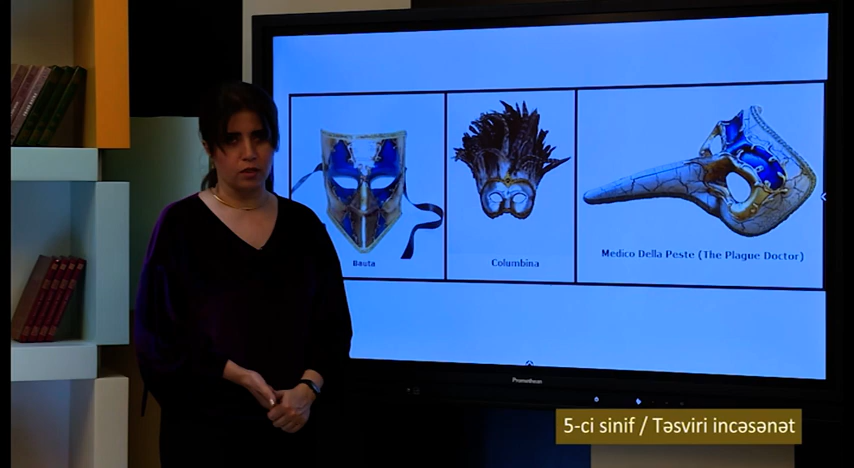 Bauta
Columbina
Medico Della Peste (The Plague Doctor)
Promethean
5-ci sinif / Təsviri incəsənət